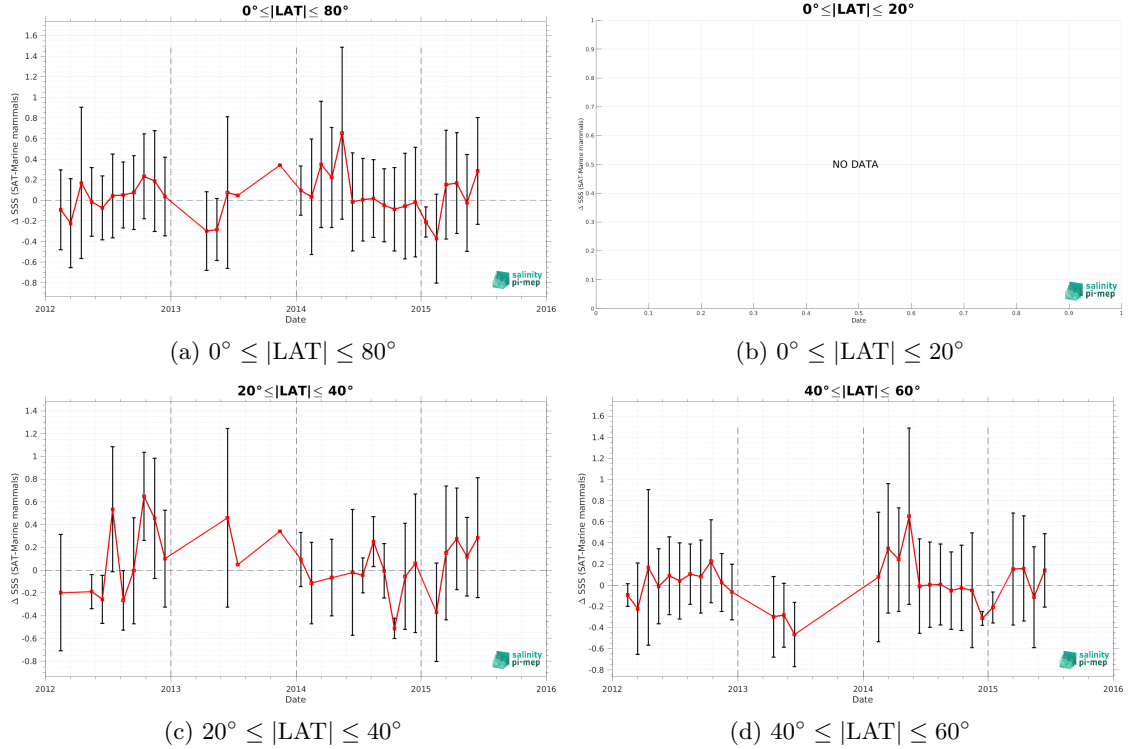 0°≤|LAT|≤ 80°
Δ SSS (SAT-Marine mammals)
1.6
1.4
1.2
1
0.8
0.6
0.4
0.2
0
-0.2
-0.4
-0.6
-0.8
2012 2013 2014 2015 2016
Date
salinity
pi-mep
(a) 0° ≤ |LAT| ≤ 80°
0°≤|LAT|≤ 20°
Δ SSS (SAT-Marine mammals)
1
0.9
0.8
0.7
0.6
0.5
0.4
0.3
0.2
0.1
0
NO DATA
0 0.1 0.2 0.3 0.4 0.5 0.6 0.7 0.8 0.9 1
Date
salinity
pi-mep
(b) 0° ≤ |LAT| ≤ 20°
20°≤|LAT|≤ 40°
Δ SSS (SAT-Marine mammals)
1.4
1.2
1
0.8
0.6
0.4
0.2
0
-0.2
-0.4
-0.6
-0.8
2012 2013 2014 2015 2016
Date
salinity
pi-mep
(c) 20° ≤ |LAT| ≤ 40°
40°≤|LAT|≤ 60°
Δ SSS (SAT-Marine mammals)
1.6
1.4
1.2
1
0.8
0.6
0.4
0.2
0
-0.2
-0.4
-0.6
-0.8
2012 2013 2014 2015 2016
Date
salinity
pi-mep
(d) 40° ≤ |LAT| ≤ 60°